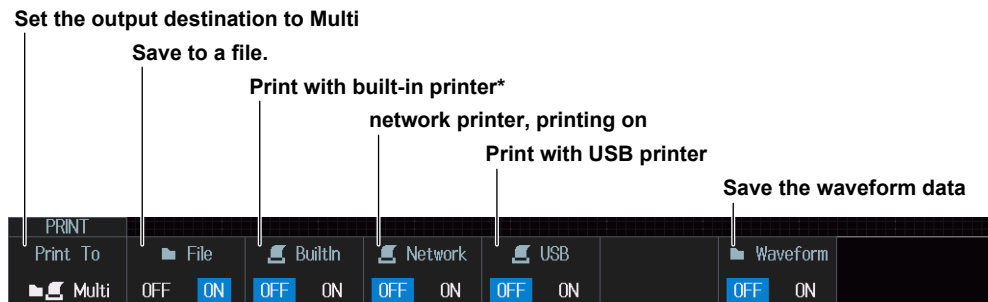 Set the output destination to Multi
Save to a file.
Print with built-in printer*
network printer, printing on
Print with USB printer
Save the waveform data
PRINT
Print To File BuiltIn Network USB Waveform
Multi OFF ON OFF ON OFF ON OFF ON OFF ON